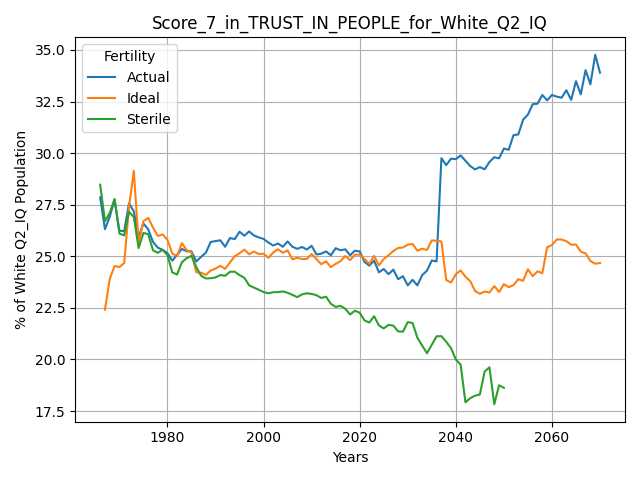 Score_7_in_TRUST_IN_PEOPLE_for_White_Q2_IQ
Fertility
Actual
Ideal
Sterile
% of White Q2_IQ Population
35.0
32.5
30.0
27.5
25.0
22.5
20.0
17.5
1980
2000
2020
2040
2060
Years